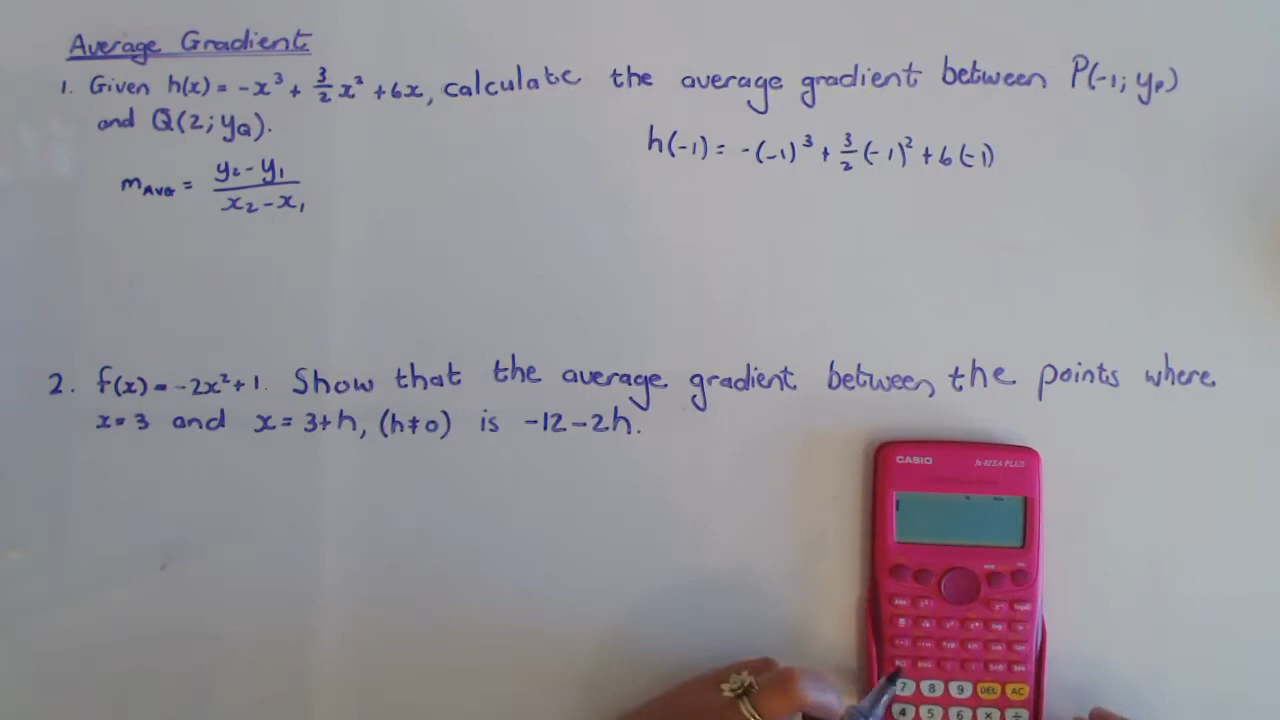 Average Gradient
1. Given h(x) = -x³ + 3/2 x² + 6x, calculate the average gradient between P(-1; yₚ)
and Q(2; y_Q).
h(-1) = -(-1)³ + 3/2 (-1)² + 6(-1)
m_AVG = (y₂ - y₁)/(x₂ - x₁)
2. f(x) = -2x² + 1. Show that the average gradient between the points where
x = 3 and x = 3 + h, (h ≠ 0) is -12 - 2h.
CASIO
fx-82ZA PLUS
7 8 9 DEL AC
4 5 6 × ÷